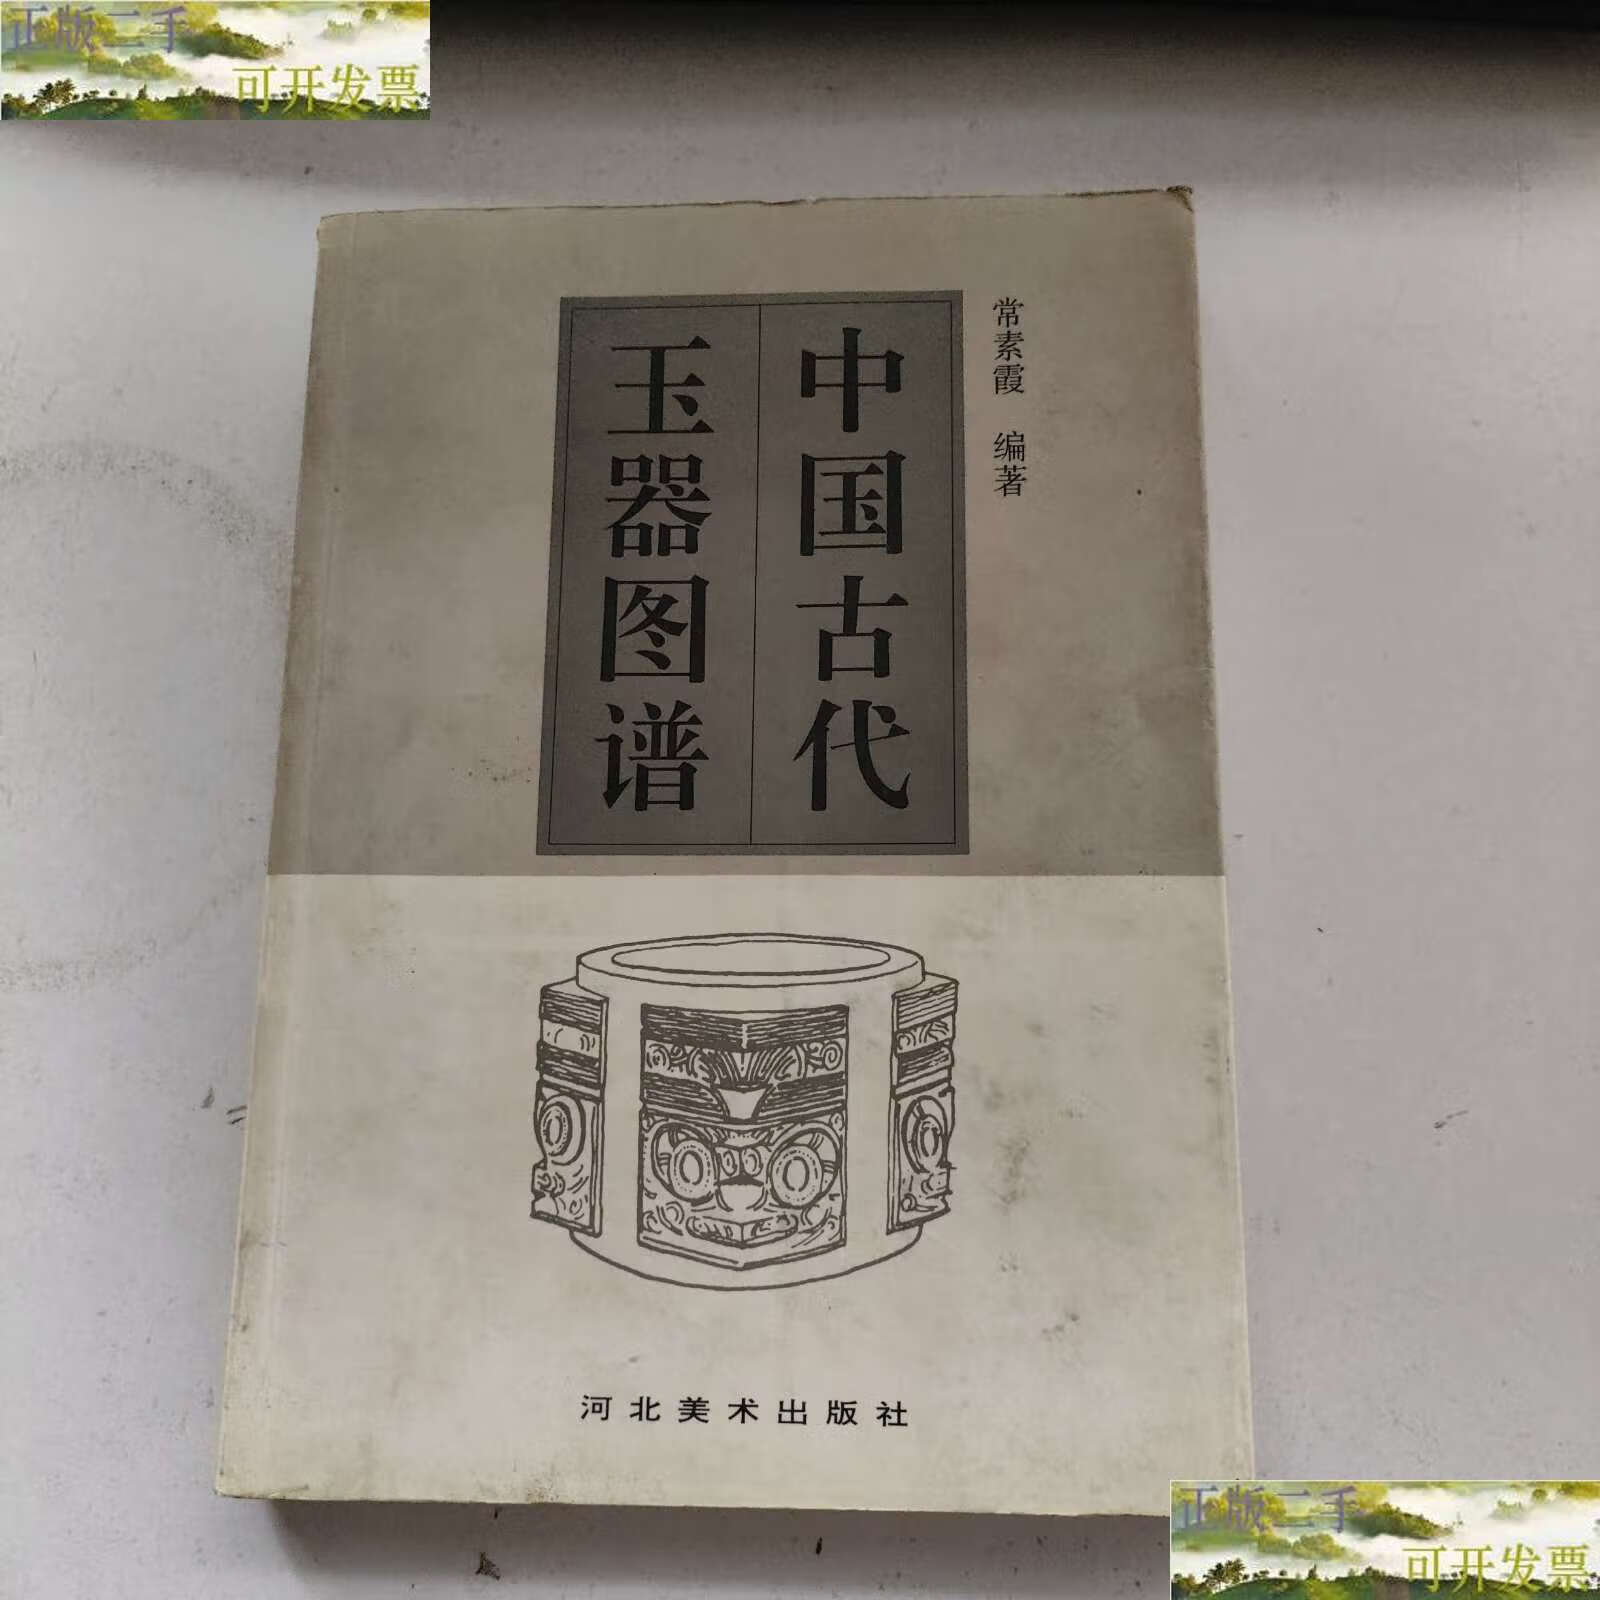 正版二手
可开发票
常素霞 编著
中国古代
玉器图谱
河北美术出版社
正版二手
可开发票